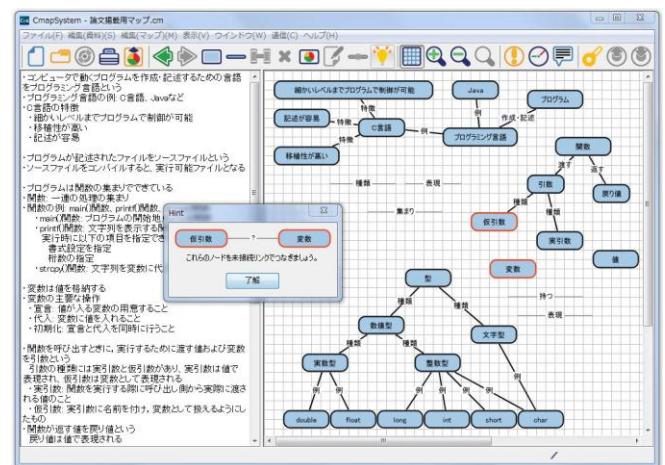 CmapSystem - 論文掲載用マップ.cm
ファイル(F) 編集(資料)(S) 編集(マップ)(M) 表示(V) ウインドウ(W) 通信(C) ヘルプ(H)
・コンピュータで動くプログラムを作成・記述するための言語
をプログラミング言語という
・プログラミング言語の例: C言語、Javaなど
・C言語の特徴
・細かいレベルまでプログラムで制御が可能
・移植性が高い
・記述が容易
・プログラムが記述されたファイルをソースファイルという
・ソースファイルをコンパイルすると、実行可能ファイルとなる
・プログラムは関数の集まりでできている
・関数: 一連の処理の集まり
・関数の例: main()関数、printf()関数、
・main()関数: プログラムの開始地
・printf()関数: 文字列を表示する関
実行時に以下の項目を指定でき
書式設定を指定
桁数の指定
・strcpy()関数: 文字列を変数に代
・変数は値を格納する
・変数の主要な操作
・宣言: 値が入る変数の用意すること
・代入: 変数に値を入れること
・初期化: 宣言と代入を同時に行うこと
・関数を呼び出すときに、実行するために渡す値および変数
を引数という
引数の種類には実引数と仮引数があり、実引数は値で
表現され、仮引数は変数として表現される
・実引数: 関数を実行する際に呼び出し側から実際に渡さ
れる値のこと
・仮引数: 実引数に名前を付け、変数として扱えるようにし
たもの
・関数が返す値を戻り値という
戻り値は値で表現される
細かいレベルまでプログラムで制御が可能
Java
プログラム
特徴
例
作成・記述
記述が容易
特徴
C言語
例
プログラミング言語
特徴
移植性が高い
関数
渡す
返す
種類
表現
引数
戻り値
集まり
種類
種類
仮引数
実引数
値
変数
持つ
表現
Hint
仮引数
?
変数
これらのノードを未接続リンクでつなぎましょう。
了解
型
種類
種類
数値型
文字型
種類
種類
実数型
整数型
例
例
例
例
例
例
例
double
float
long
int
short
char